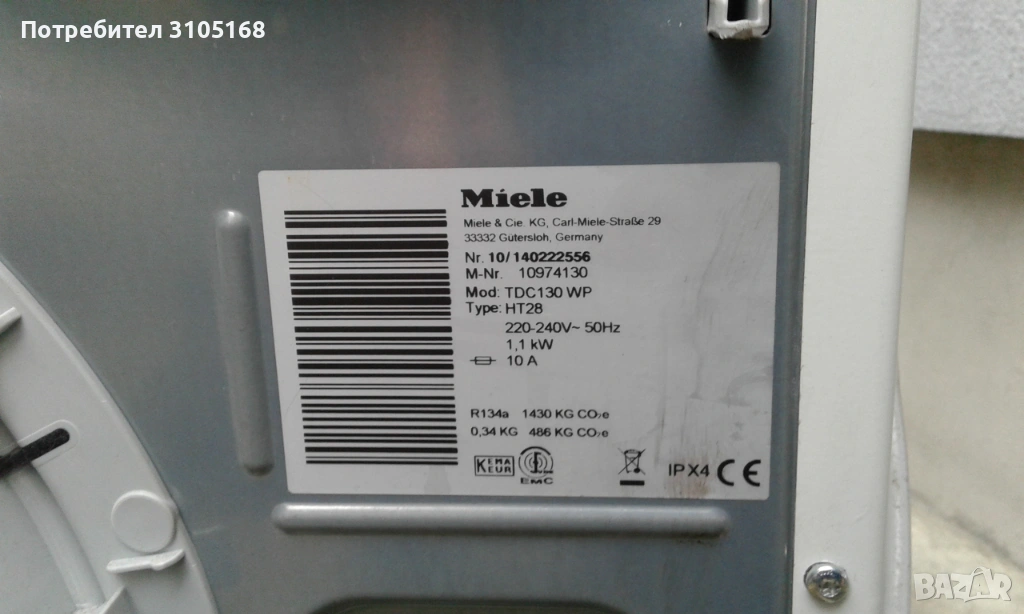 Потребител 3105168
Miele
Miele & Cie. KG, Carl-Miele-Straße 29
33332 Gütersloh, Germany
Nr. 10/140222556
M-Nr. 10974130
Mod: TDC130 WP
Type: HT28
220-240V~ 50Hz
1,1 kW
10 A
R134a 1430 KG CO₂e
0,34 KG 486 KG CO₂e
KEMA
KEUR
EMC
IPX4 CE
BAZAR